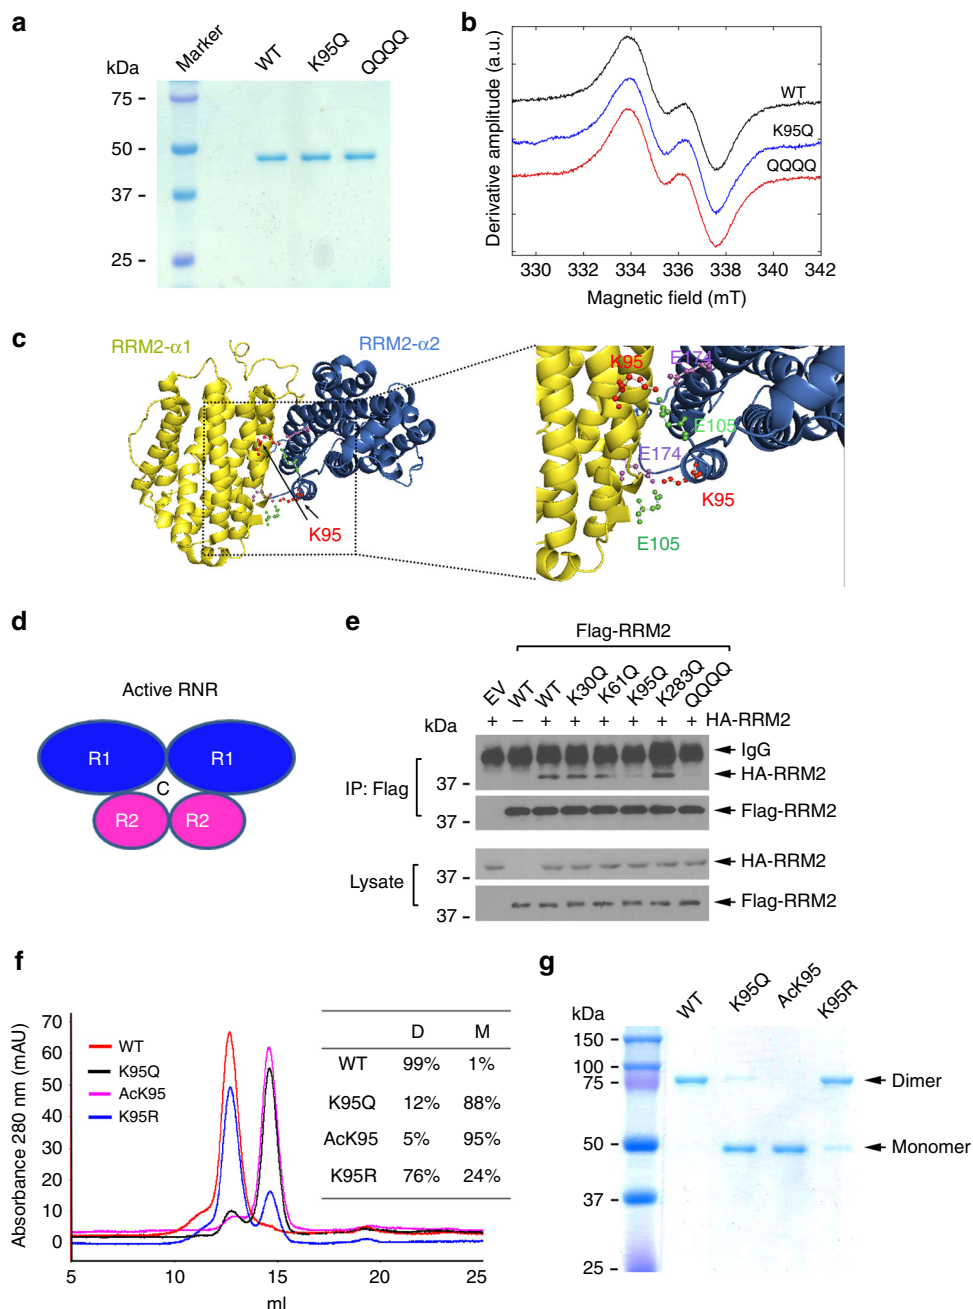 a
Marker
WT
K95Q
QQQQ
kDa
75
50
37
25
b
Derivative amplitude (a.u.)
WT
K95Q
QQQQ
330
334
336
338
340
342
Magnetic field (mT)
c
RRM2-α1
RRM2-α2
K95
K95
E174
E105
E174
K95
E105
d
Active RNR
R1
R1
C
R2
R2
e
Flag-RRM2
EV
WT
WT
K30Q
K61Q
K95Q
K283Q
QQQQ
kDa
+ – + + + + + + HA-RRM2
IgG
IP: Flag
37
HA-RRM2
37
Flag-RRM2
Lysate
37
HA-RRM2
37
Flag-RRM2
f
Absorbance 280 nm (mAU)
70
60
50
40
30
20
10
0
WT
K95Q
AcK95
K95R
D M
WT 99% 1%
K95Q 12% 88%
AcK95 5% 95%
K95R 76% 24%
5
10
15
20
25
ml
g
WT
K95Q
AcK95
K95R
kDa
150
100
75
50
37
25
Dimer
Monomer